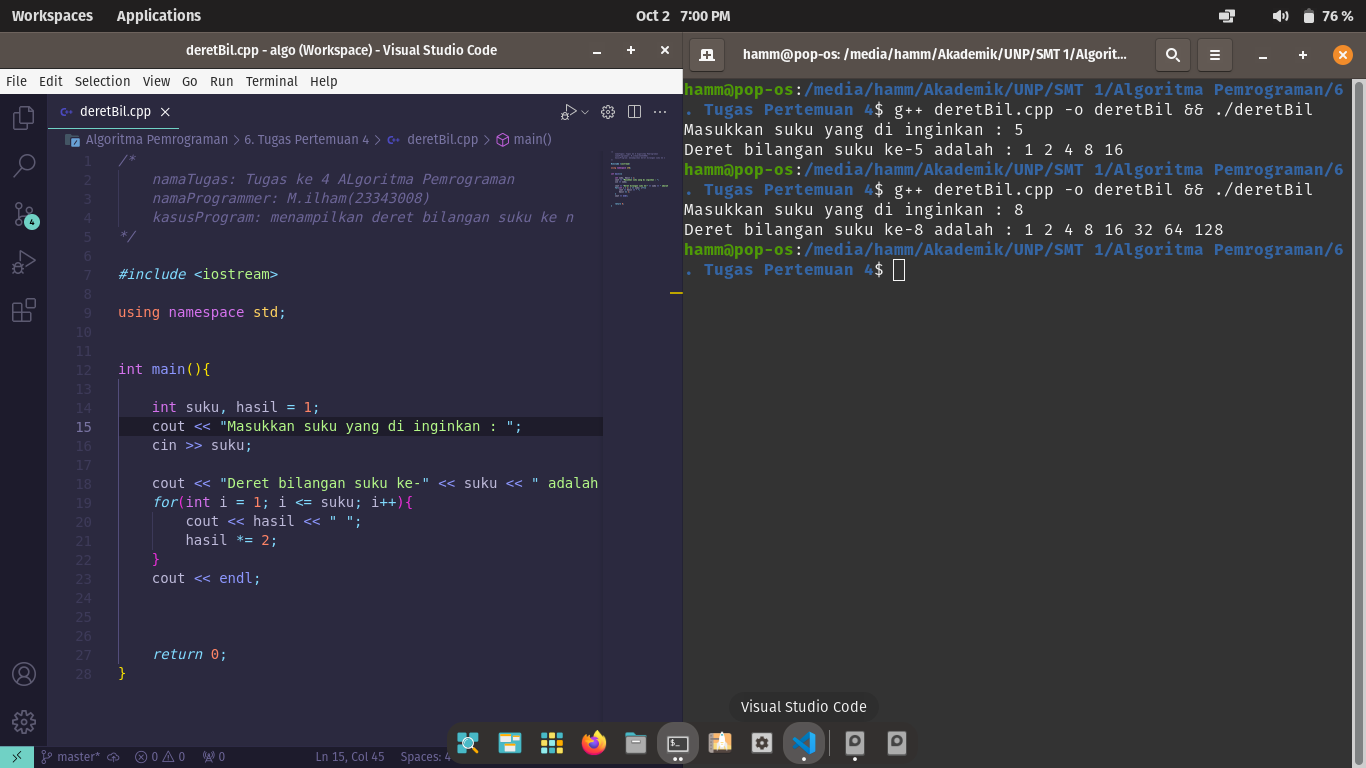 Workspaces Applications Oct 2 7:00 PM 76 %
deretBil.cpp - algo (Workspace) - Visual Studio Code
File Edit Selection View Go Run Terminal Help
deretBil.cpp
Algoritma Pemrograman > 6. Tugas Pertemuan 4 > deretBil.cpp > main()
1 /*
2 namaTugas: Tugas ke 4 ALgoritma Pemrograman
3 namaProgrammer: M.ilham(23343008)
4 kasusProgram: menampilkan deret bilangan suku ke n
5 */
6
7 #include <iostream>
8
9 using namespace std;
10
11
12 int main(){
13
14 int suku, hasil = 1;
15 cout << "Masukkan suku yang di inginkan : ";
16 cin >> suku;
17
18 cout << "Deret bilangan suku ke-" << suku << " adalah
19 for(int i = 1; i <= suku; i++){
20 cout << hasil << " ";
21 hasil *= 2;
22 }
23 cout << endl;
24
25
26
27 return 0;
28 }
4
master* 0 0 0 Ln 15, Col 45 Spaces: 4
hamm@pop-os: /media/hamm/Akademik/UNP/SMT 1/Algorit...
hamm@pop-os:/media/hamm/Akademik/UNP/SMT 1/Algoritma Pemrograman/6
. Tugas Pertemuan 4$ g++ deretBil.cpp -o deretBil && ./deretBil
Masukkan suku yang di inginkan : 5
Deret bilangan suku ke-5 adalah : 1 2 4 8 16
hamm@pop-os:/media/hamm/Akademik/UNP/SMT 1/Algoritma Pemrograman/6
. Tugas Pertemuan 4$ g++ deretBil.cpp -o deretBil && ./deretBil
Masukkan suku yang di inginkan : 8
Deret bilangan suku ke-8 adalah : 1 2 4 8 16 32 64 128
hamm@pop-os:/media/hamm/Akademik/UNP/SMT 1/Algoritma Pemrograman/6
. Tugas Pertemuan 4$
Visual Studio Code